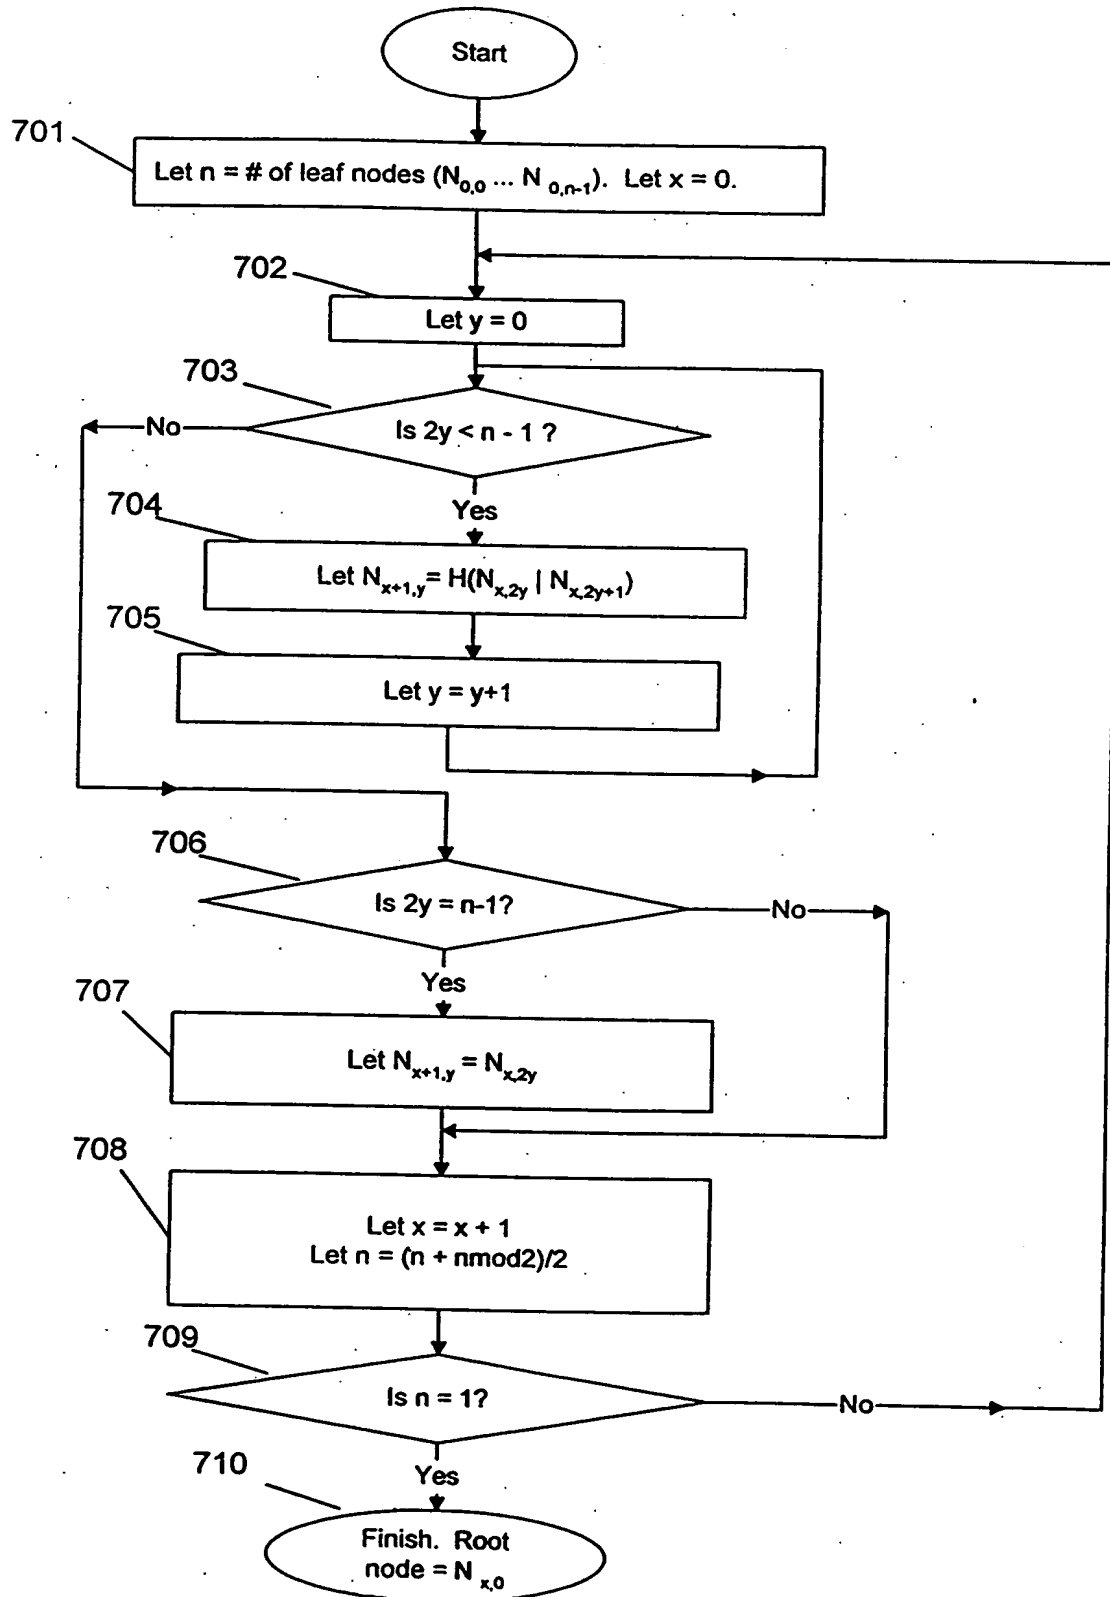 Start
701
Let n = # of leaf nodes (N0,0 ... N 0,n-1). Let x = 0.
702
Let y = 0
703
Is 2y < n - 1 ?
No
Yes
704
Let Nx+1,y = H(Nx,2y | Nx,2y+1)
705
Let y = y+1
706
Is 2y = n-1?
No
Yes
707
Let Nx+1,y = Nx,2y
708
Let x = x + 1
Let n = (n + nmod2)/2
709
Is n = 1?
No
Yes
710
Finish. Root
node = N x,0